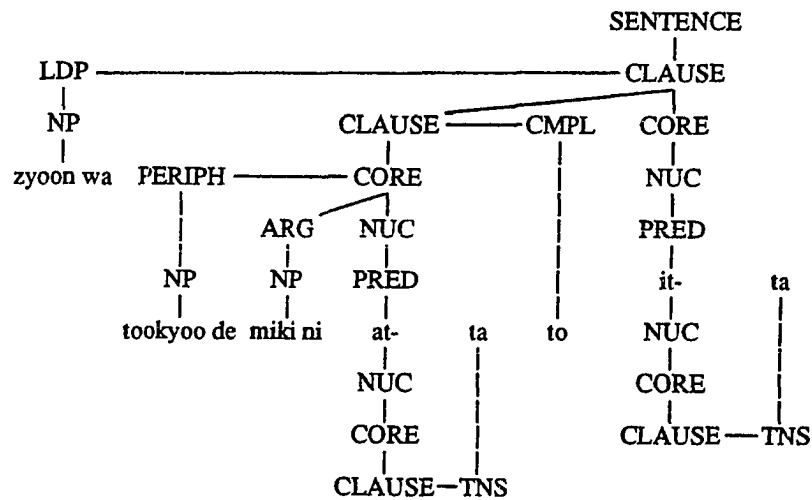 SENTENCE
LDP CLAUSE
NP CLAUSE CMPL CORE
zyoon wa PERIPH CORE NUC
ARG NUC PRED
NP NP PRED it- ta
tookyoo de miki ni at- ta to NUC
NUC CORE
CORE CLAUSE TNS
CLAUSE TNS